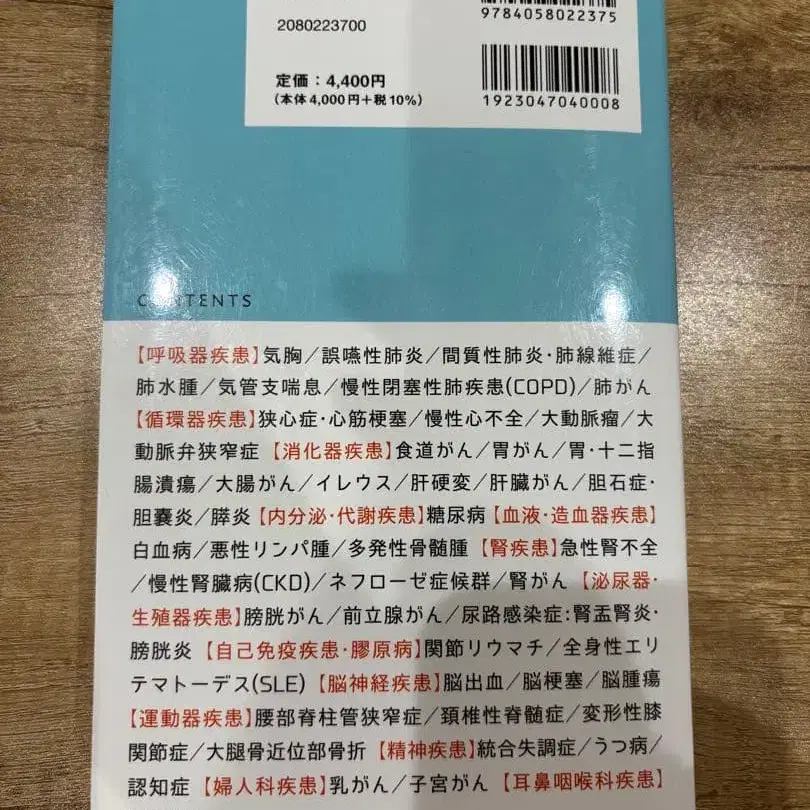 9784058022375
2080223700
定価：4,400円
（本体4,000円＋税10％）
1923047040008
CONTENTS
【呼吸器疾患】気胸／誤嚥性肺炎／間質性肺炎・肺線維症／
肺水腫／気管支喘息／慢性閉塞性肺疾患(COPD)／肺がん
【循環器疾患】狭心症・心筋梗塞／慢性心不全／大動脈瘤／大
動脈弁狭窄症 【消化器疾患】食道がん／胃がん／胃・十二指
腸潰瘍／大腸がん／イレウス／肝硬変／肝臓がん／胆石症・
胆嚢炎／膵炎 【内分泌・代謝疾患】糖尿病 【血液・造血器疾患】
白血病／悪性リンパ腫／多発性骨髄腫 【腎疾患】急性腎不全
／慢性腎臓病(CKD)／ネフローゼ症候群／腎がん 【泌尿器・
生殖器疾患】膀胱がん／前立腺がん／尿路感染症：腎盂腎炎・
膀胱炎 【自己免疫疾患・膠原病】関節リウマチ／全身性エリ
テマトーデス(SLE) 【脳神経疾患】脳出血／脳梗塞／脳腫瘍
【運動器疾患】腰部脊柱管狭窄症／頚椎性脊髄症／変形性膝
関節症／大腿骨近位部骨折 【精神疾患】統合失調症／うつ病／
認知症 【婦人科疾患】乳がん／子宮がん 【耳鼻咽喉科疾患】